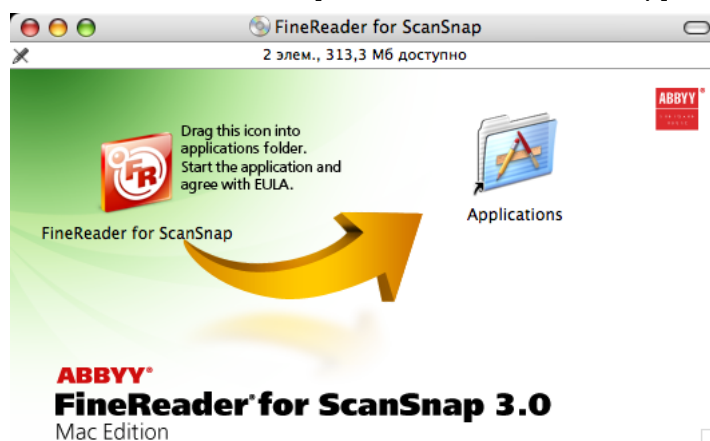 FineReader for ScanSnap
2 элем., 313,3 Мб доступно
ABBYY®
Drag this icon into
applications folder.
Start the application and
agree with EULA.
FineReader for ScanSnap
Applications
ABBYY®
FineReader® for ScanSnap 3.0
Mac Edition